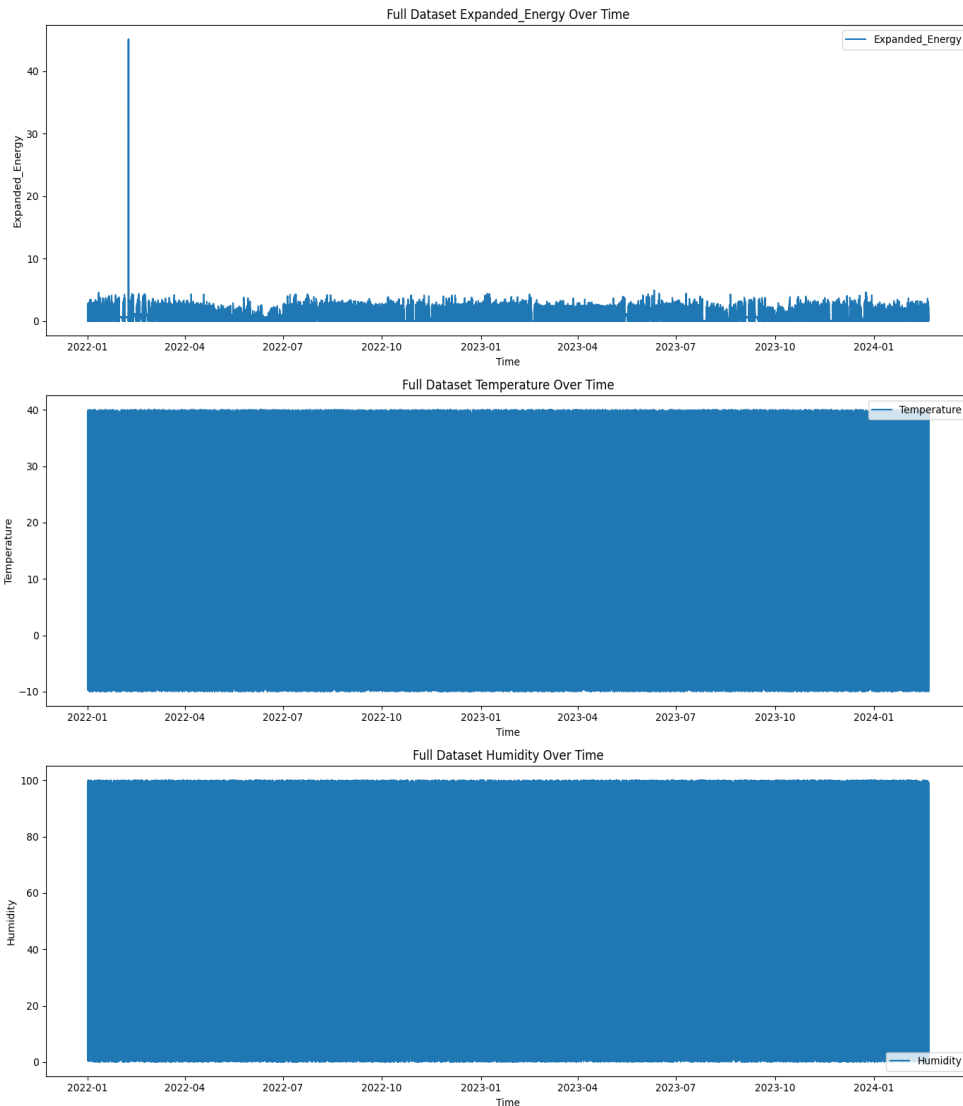 Full Dataset Expanded_Energy Over Time
Expanded_Energy
40
30
20
10
0
Expanded_Energy
2022-01 2022-04 2022-07 2022-10 2023-01 2023-04 2023-07 2023-10 2024-01
Time
Full Dataset Temperature Over Time
Temperature
40
30
20
10
0
−10
Temperature
2022-01 2022-04 2022-07 2022-10 2023-01 2023-04 2023-07 2023-10 2024-01
Time
Full Dataset Humidity Over Time
100
80
60
40
20
0
Humidity
Humidity
2022-01 2022-04 2022-07 2022-10 2023-01 2023-04 2023-07 2023-10 2024-01
Time